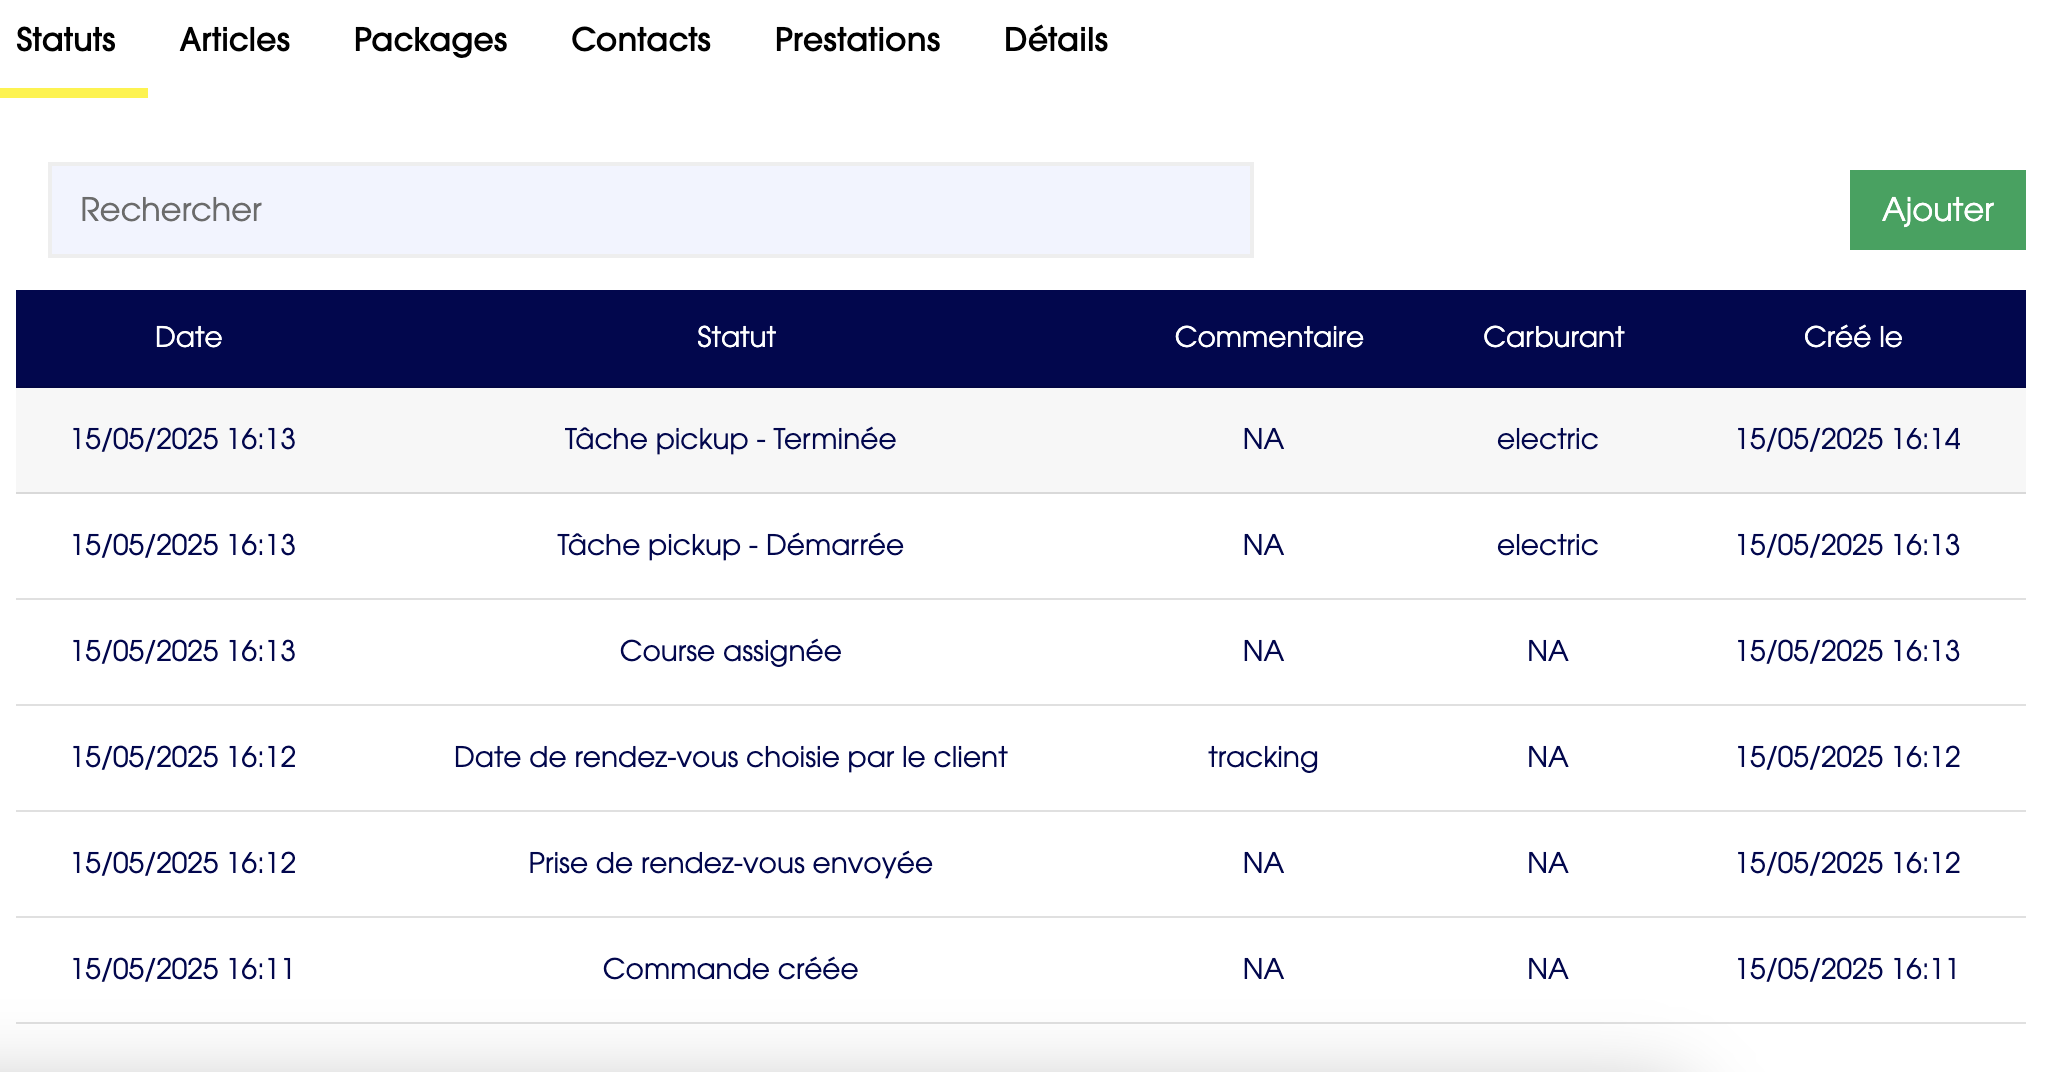 Statuts Articles Packages Contacts Prestations Détails
Rechercher Ajouter
Date Statut Commentaire Carburant Créé le
15/05/2025 16:13 Tâche pickup - Terminée NA electric 15/05/2025 16:14
15/05/2025 16:13 Tâche pickup - Démarrée NA electric 15/05/2025 16:13
15/05/2025 16:13 Course assignée NA NA 15/05/2025 16:13
15/05/2025 16:12 Date de rendez-vous choisie par le client tracking NA 15/05/2025 16:12
15/05/2025 16:12 Prise de rendez-vous envoyée NA NA 15/05/2025 16:12
15/05/2025 16:11 Commande créée NA NA 15/05/2025 16:11